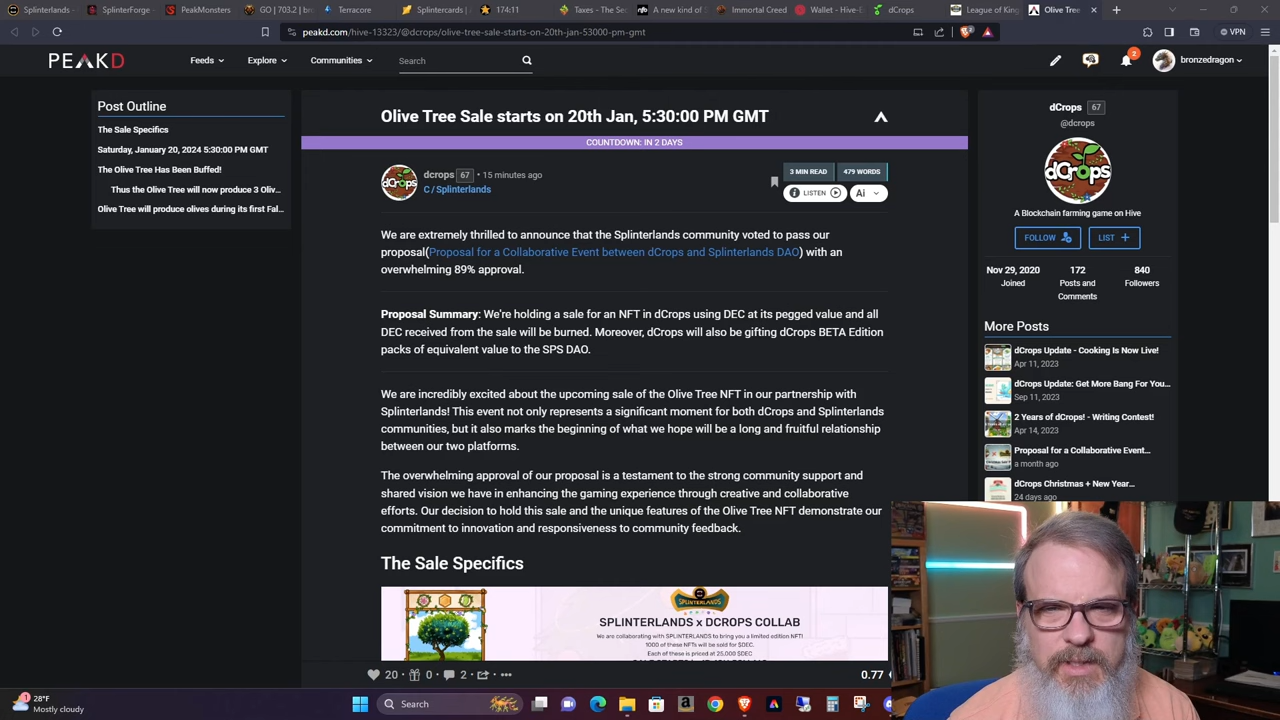 Splinterlands -
SplinterForge -
PeakMonsters
GO | 703.2 | bro
Terracore
Splintercards | A
174:11
Taxes - The Sec
A new kind of B
Immortal Creed
Wallet - Hive-E
dCrops
League of King
Olive Tree
peakd.com/hive-13323/@dcrops/olive-tree-sale-starts-on-20th-jan-53000-pm-gmt
2
VPN
PEAKD
Feeds
Explore
Communities
Search
2
bronzedragon
Post Outline
The Sale Specifics
Saturday, January 20, 2024 5:30:00 PM GMT
The Olive Tree Has Been Buffed!
Thus the Olive Tree will now produce 3 Oliv...
Olive Tree will produce olives during its first Fal...
Olive Tree Sale starts on 20th Jan, 5:30:00 PM GMT
COUNTDOWN: IN 2 DAYS
dCrops
dcrops 67 • 15 minutes ago
C / Splinterlands
3 MIN READ
479 WORDS
LISTEN
Ai
We are extremely thrilled to announce that the Splinterlands community voted to pass our
proposal(Proposal for a Collaborative Event between dCrops and Splinterlands DAO) with an
overwhelming 89% approval.
Proposal Summary: We're holding a sale for an NFT in dCrops using DEC at its pegged value and all
DEC received from the sale will be burned. Moreover, dCrops will also be gifting dCrops BETA Edition
packs of equivalent value to the SPS DAO.
We are incredibly excited about the upcoming sale of the Olive Tree NFT in our partnership with
Splinterlands! This event not only represents a significant moment for both dCrops and Splinterlands
communities, but it also marks the beginning of what we hope will be a long and fruitful relationship
between our two platforms.
The overwhelming approval of our proposal is a testament to the strong community support and
shared vision we have in enhancing the gaming experience through creative and collaborative
efforts. Our decision to hold this sale and the unique features of the Olive Tree NFT demonstrate our
commitment to innovation and responsiveness to community feedback.
The Sale Specifics
SPLINTERLANDS
SPLINTERLANDS x DCROPS COLLAB
We are collaborating with SPLINTERLANDS to bring you a limited edition NFT!
1000 of these NFTs will be sold for $DEC.
Each of these is priced at 25,000 $DEC
20
0
2
0.77
dCrops 67
@dcrops
dCrops
A Blockchain farming game on Hive
FOLLOW
LIST
Nov 29, 2020
Joined
172
Posts and
Comments
840
Followers
More Posts
dCrops Update - Cooking Is Now Live!
Apr 11, 2023
dCrops Update: Get More Bang For You...
Sep 11, 2023
2 Years of dCrops! - Writing Contest!
Apr 14, 2023
Proposal for a Collaborative Event...
a month ago
dCrops Christmas + New Year...
24 days ago
1
28°F
Mostly cloudy
Search